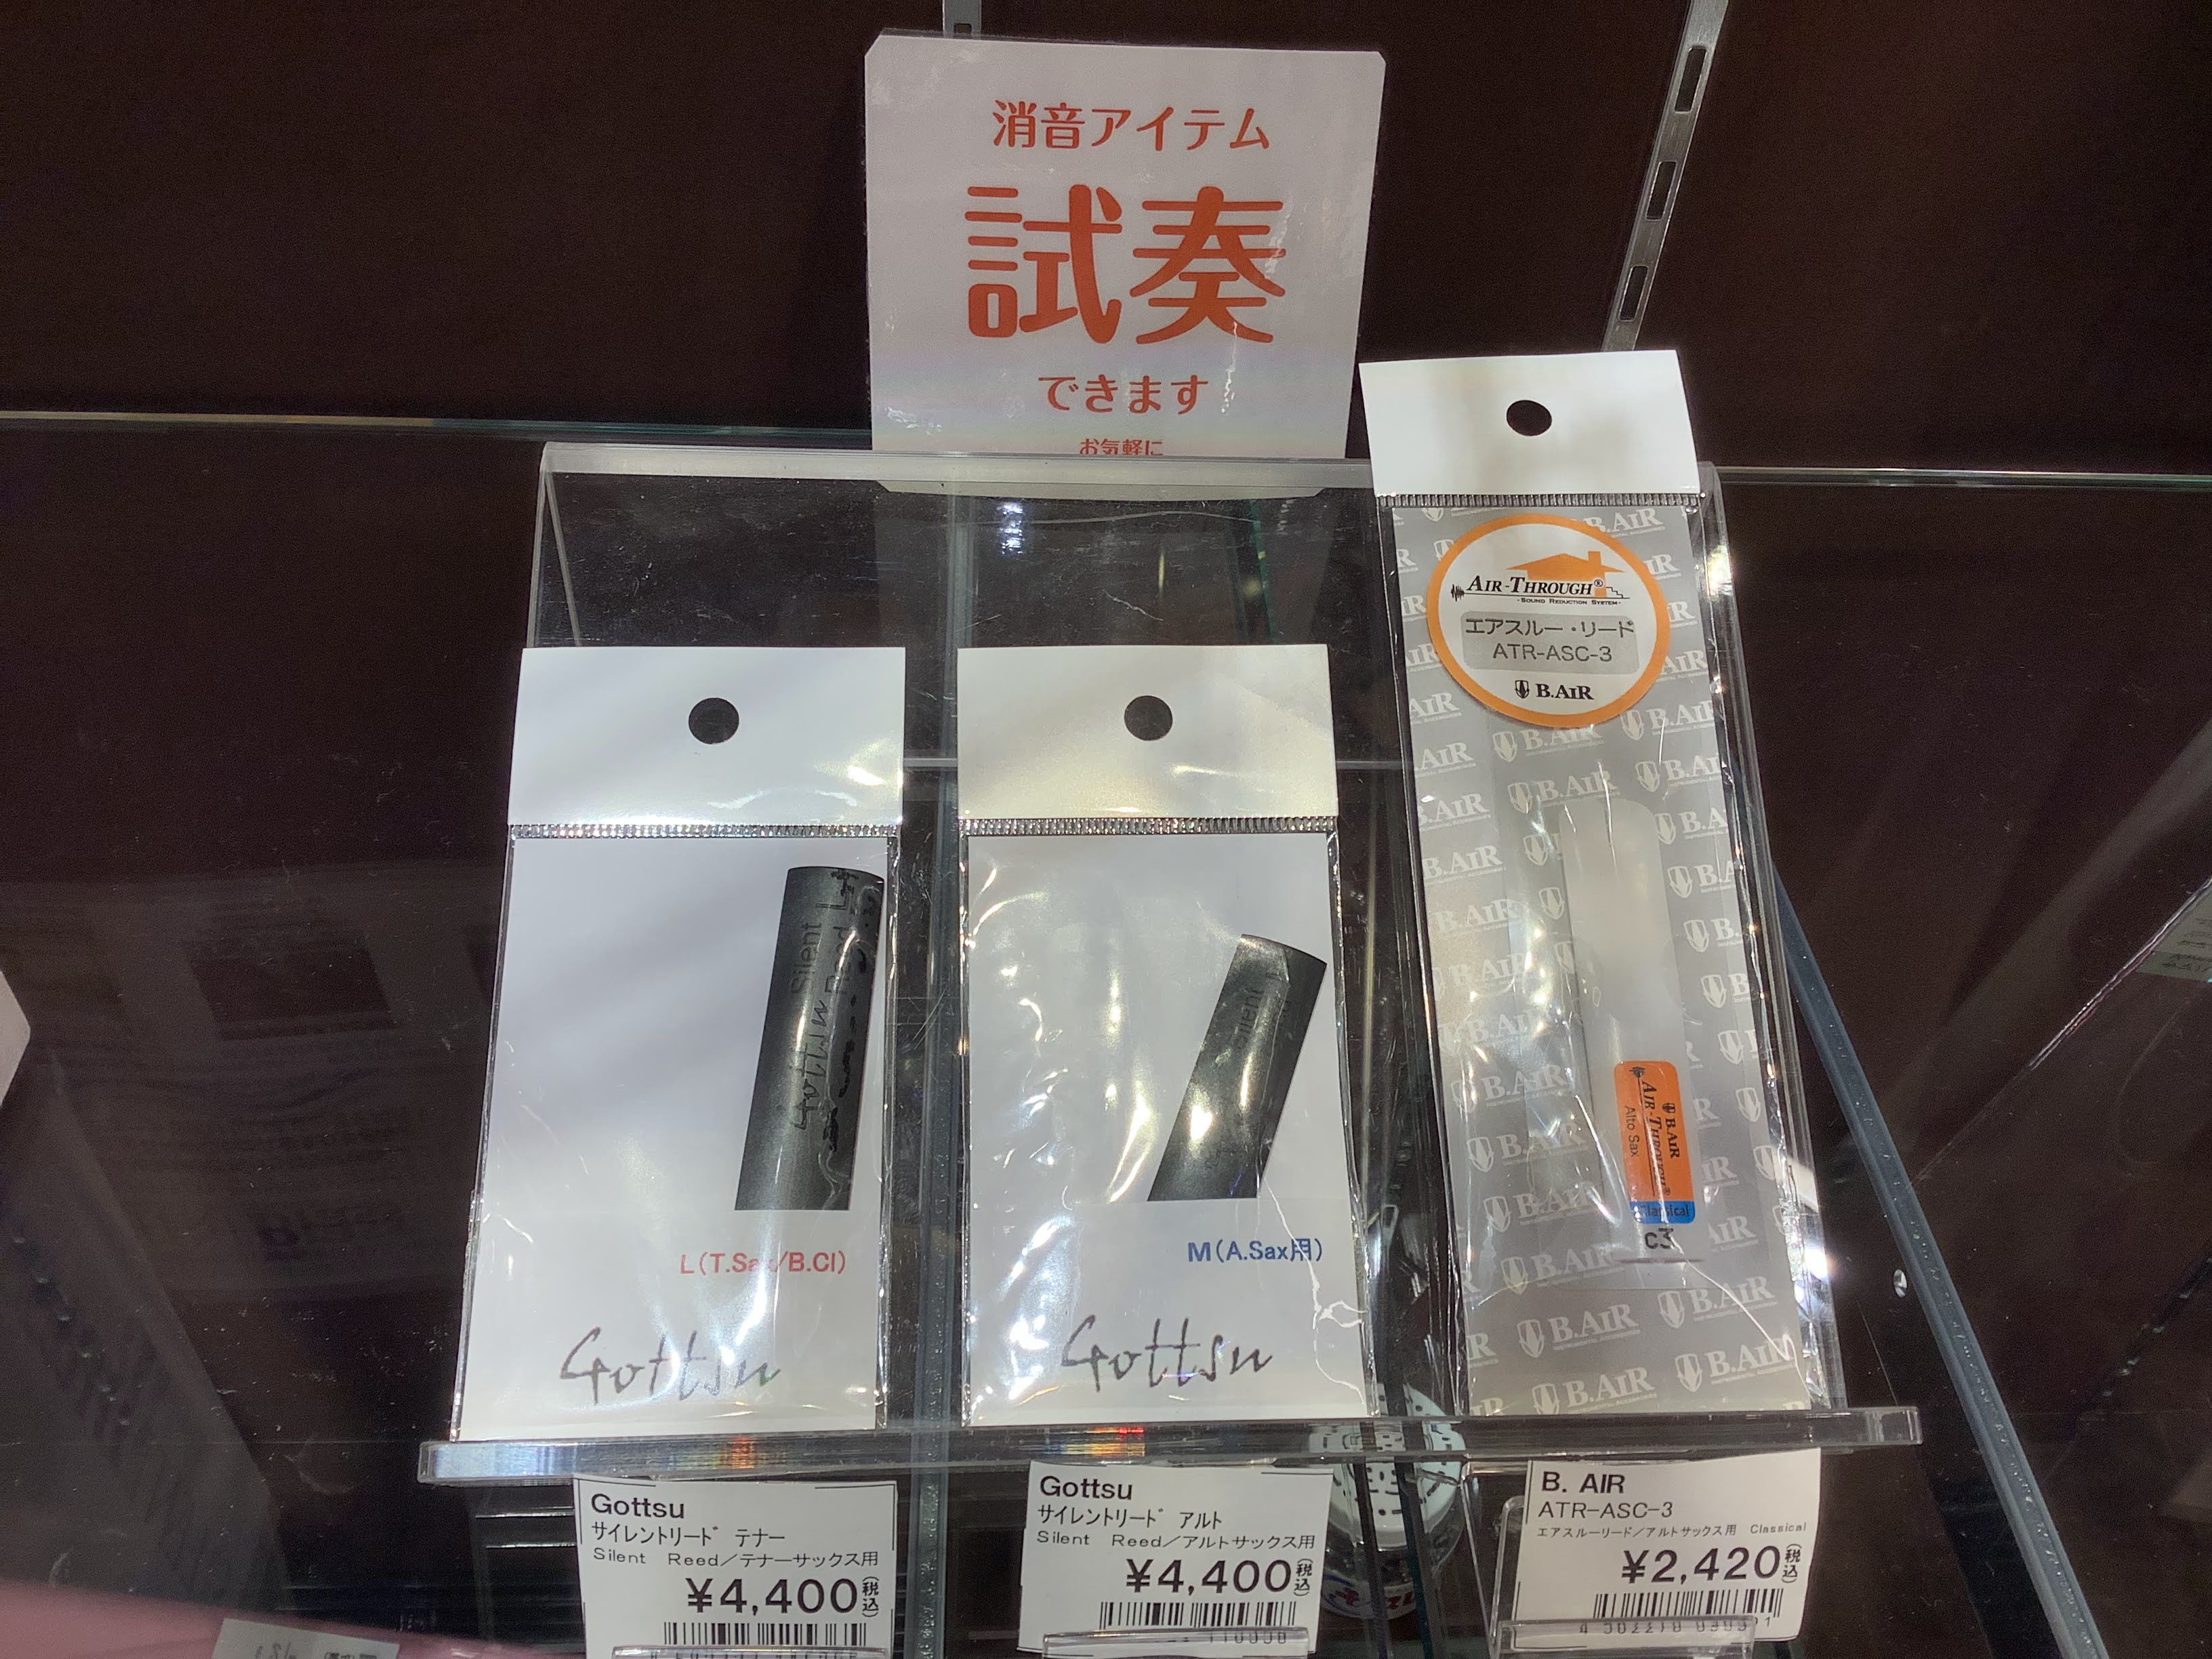 消音アイテム
試奏
できます
お気軽に
AIR-THROUGH®
-SOUND REDUCTION SYSTEM-
エアスルー・リード
ATR-ASC-3
B.AIR
Silent
Gottsu
L(T.Sax/B.Cl)
Gottsu
Silent
M(A.Sax用)
Gottsu
B.AIR
AIR-THROUGH®
Alto Sax
Classical
C3
Gottsu
サイレントリード テナー
Silent Reed／テナーサックス用
¥4,400(税込)
Gottsu
サイレントリード アルト
Silent Reed／アルトサックス用
¥4,400(税込)
B. AIR
ATR-ASC-3
エアスルーリード／アルトサックス用 Classical
¥2,420(税込)